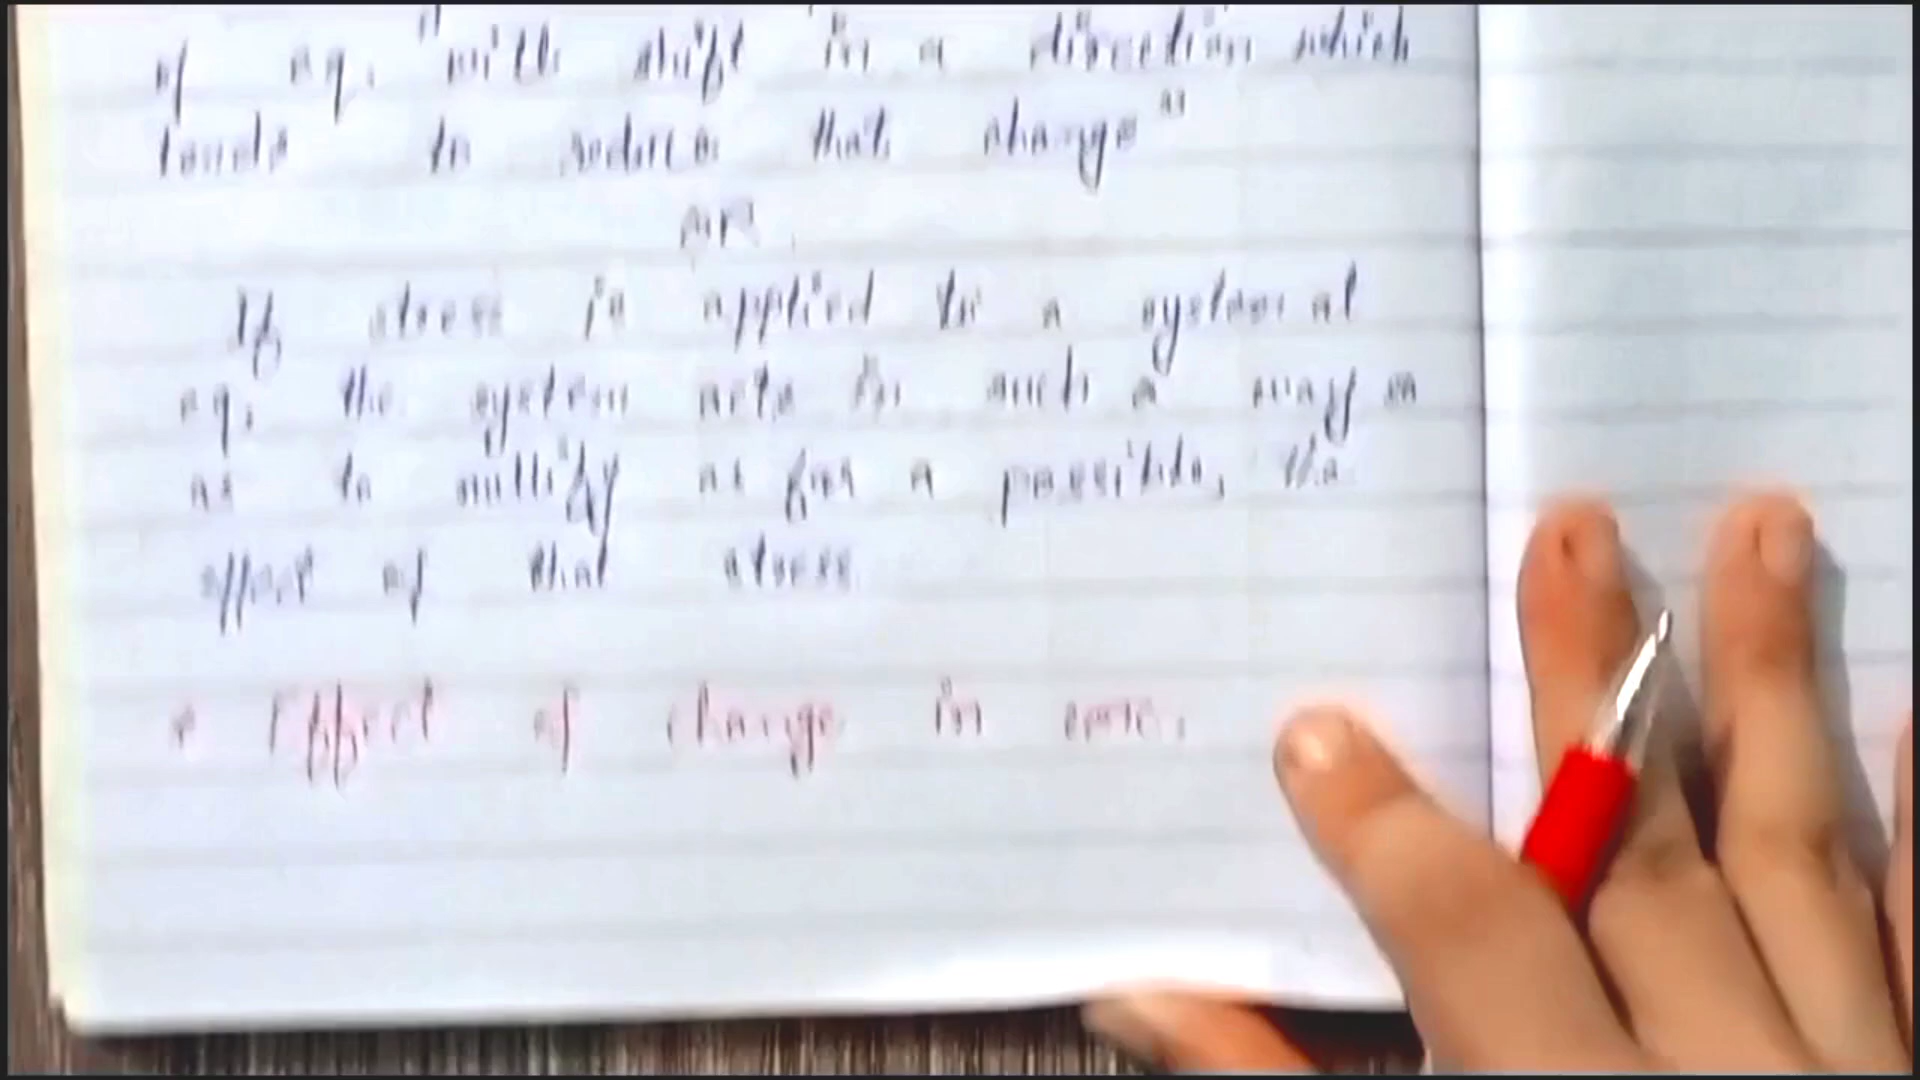 of eq. "will shift in a direction which
tends to reduce that change"
OR
If stress is applied to a system at
eq. the system acts in such a way so
as to nullify as far a possible, the
effect of that stress
Effect of change in conc.